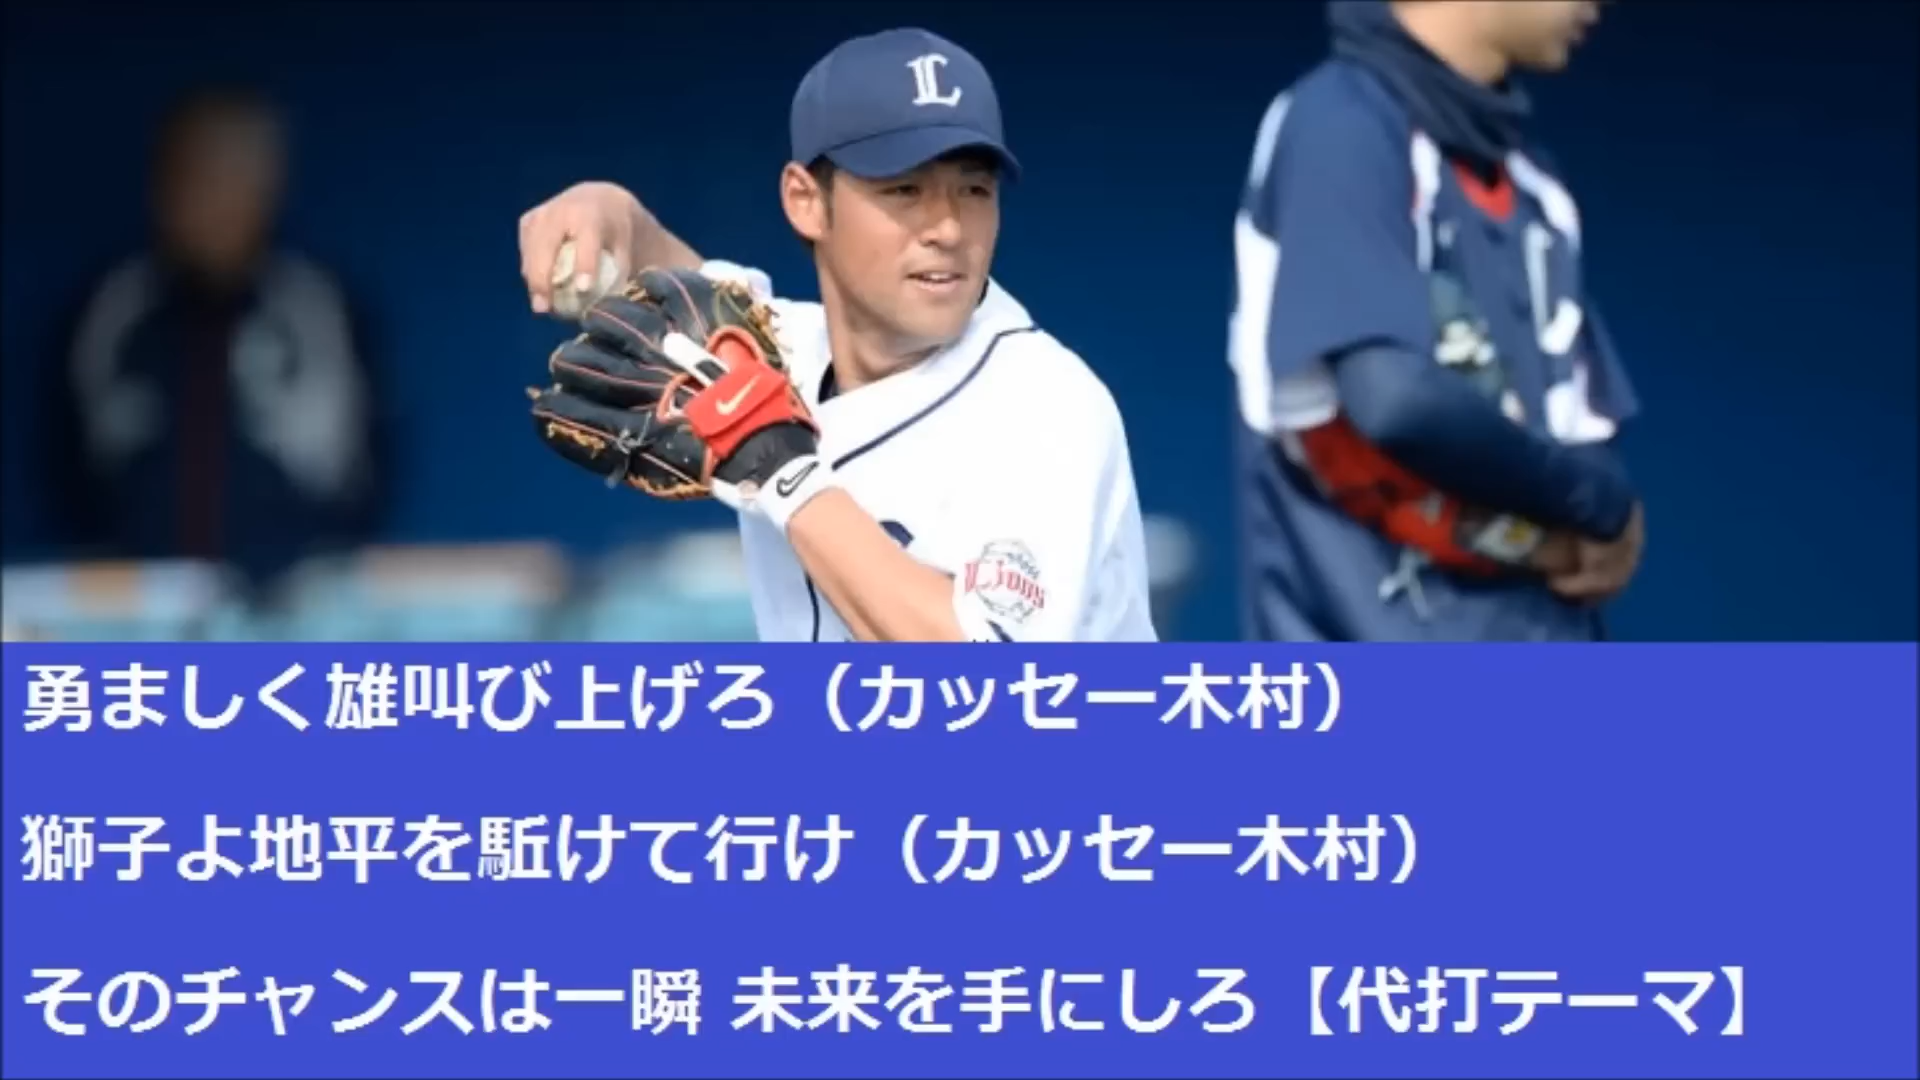 L
Lions
L
勇ましく雄叫び上げろ（カッセー木村）
獅子よ地平を駈けて行け（カッセー木村）
そのチャンスは一瞬 未来を手にしろ【代打テーマ】